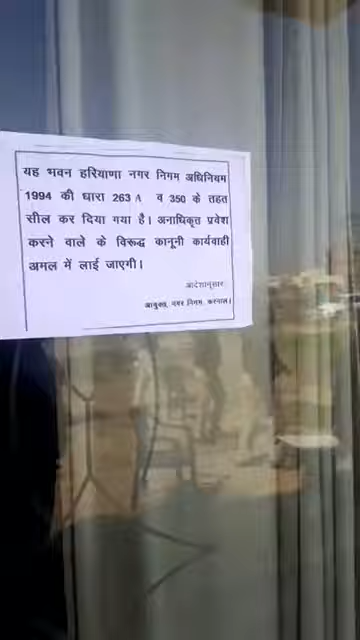 यह भवन हरियाणा नगर निगम अधिनियम
1994 की धारा 263 A व 350 के तहत
सील कर दिया गया है। अनाधिकृत प्रवेश
करने वाले के विरूद्ध कानूनी कार्यवाही
अमल में लाई जाएगी।
आदेशानुसार
आयुक्त, नगर निगम, करनाल।